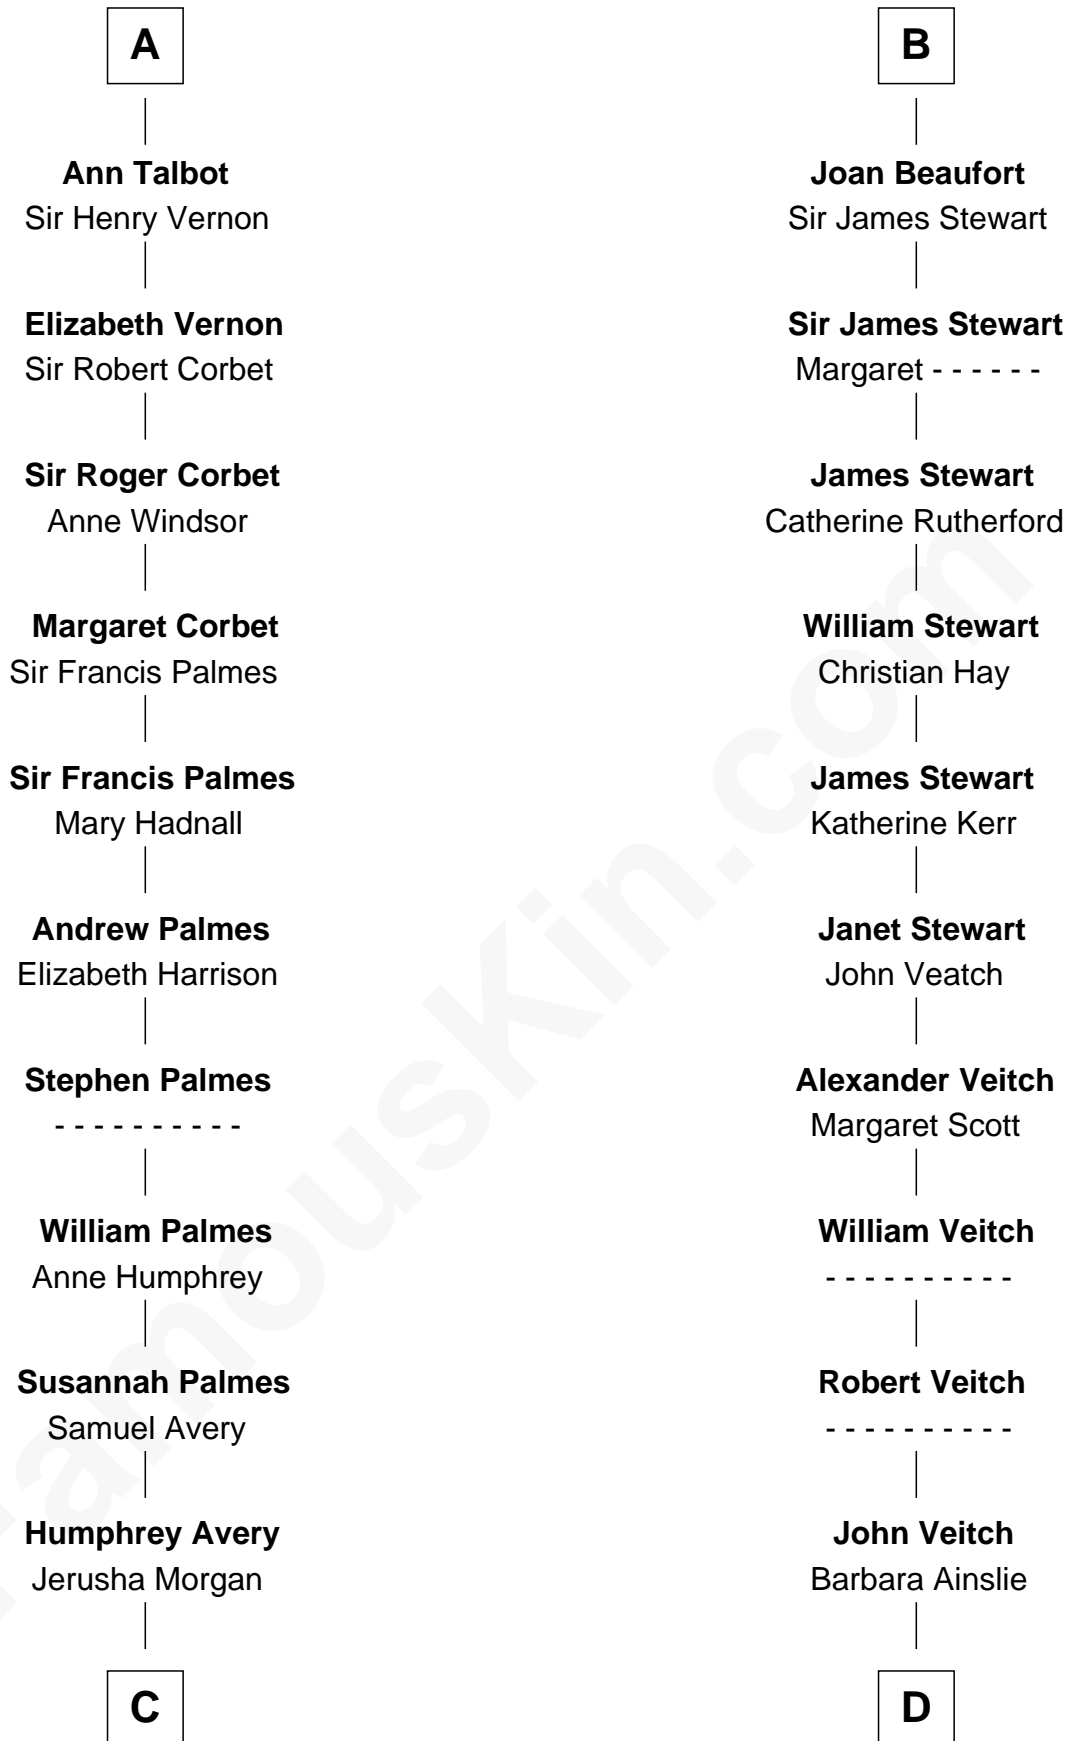 A
Ann Talbot
Sir Henry Vernon
Elizabeth Vernon
Sir Robert Corbet
Sir Roger Corbet
Anne Windsor
Margaret Corbet
Sir Francis Palmes
Sir Francis Palmes
Mary Hadnall
Andrew Palmes
Elizabeth Harrison
Stephen Palmes
- - - - - - - - - -
William Palmes
Anne Humphrey
Susannah Palmes
Samuel Avery
Humphrey Avery
Jerusha Morgan
C
B
Joan Beaufort
Sir James Stewart
Sir James Stewart
Margaret - - - - - -
James Stewart
Catherine Rutherford
William Stewart
Christian Hay
James Stewart
Katherine Kerr
Janet Stewart
John Veatch
Alexander Veitch
Margaret Scott
William Veitch
- - - - - - - - - -
Robert Veitch
- - - - - - - - - -
John Veitch
Barbara Ainslie
D
FamousKin.com